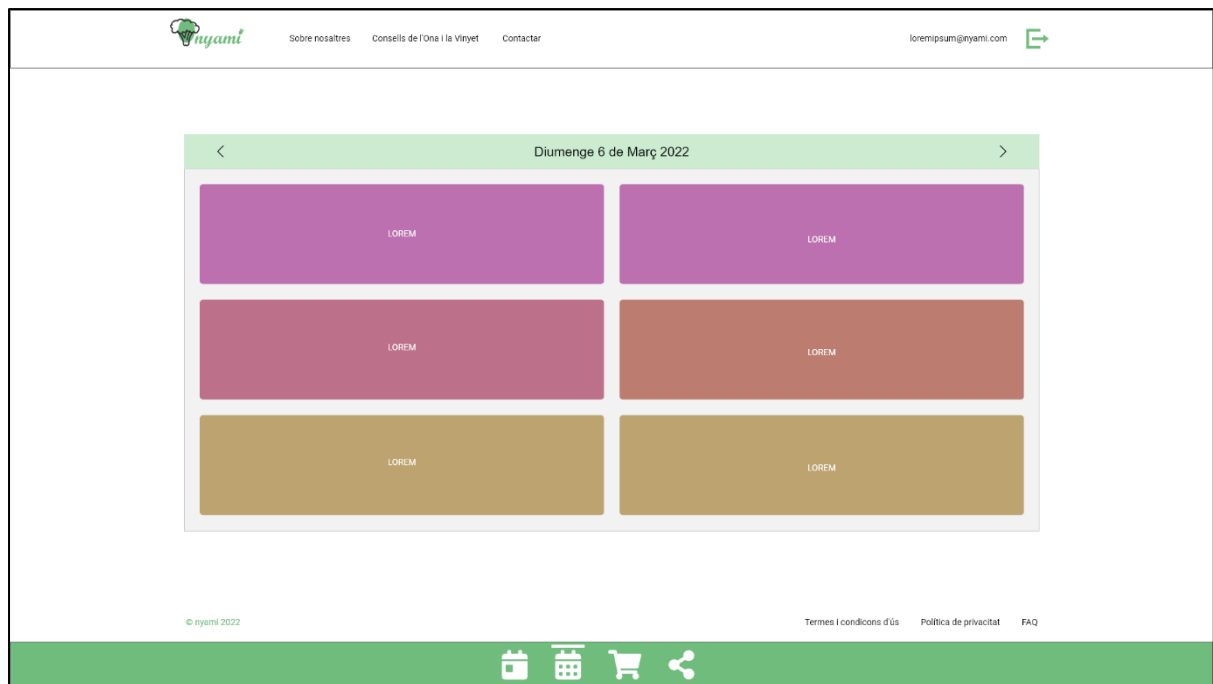 nyami
Sobre nosaltres Consells de l'Ona i la Vinyet Contactar loremipsum@nyami.com
Diumenge 6 de Març 2022
LOREM LOREM
LOREM LOREM
LOREM LOREM
© nyami 2022 Termes i condicons d'ús Política de privacitat FAQ